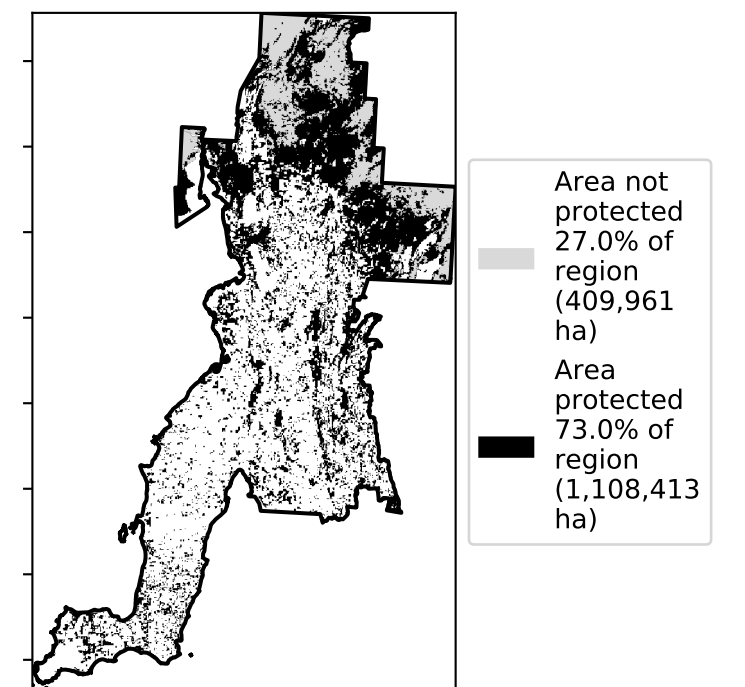 Area not
protected
27.0% of
region
(409,961
ha)
Area
protected
73.0% of
region
(1,108,413
ha)